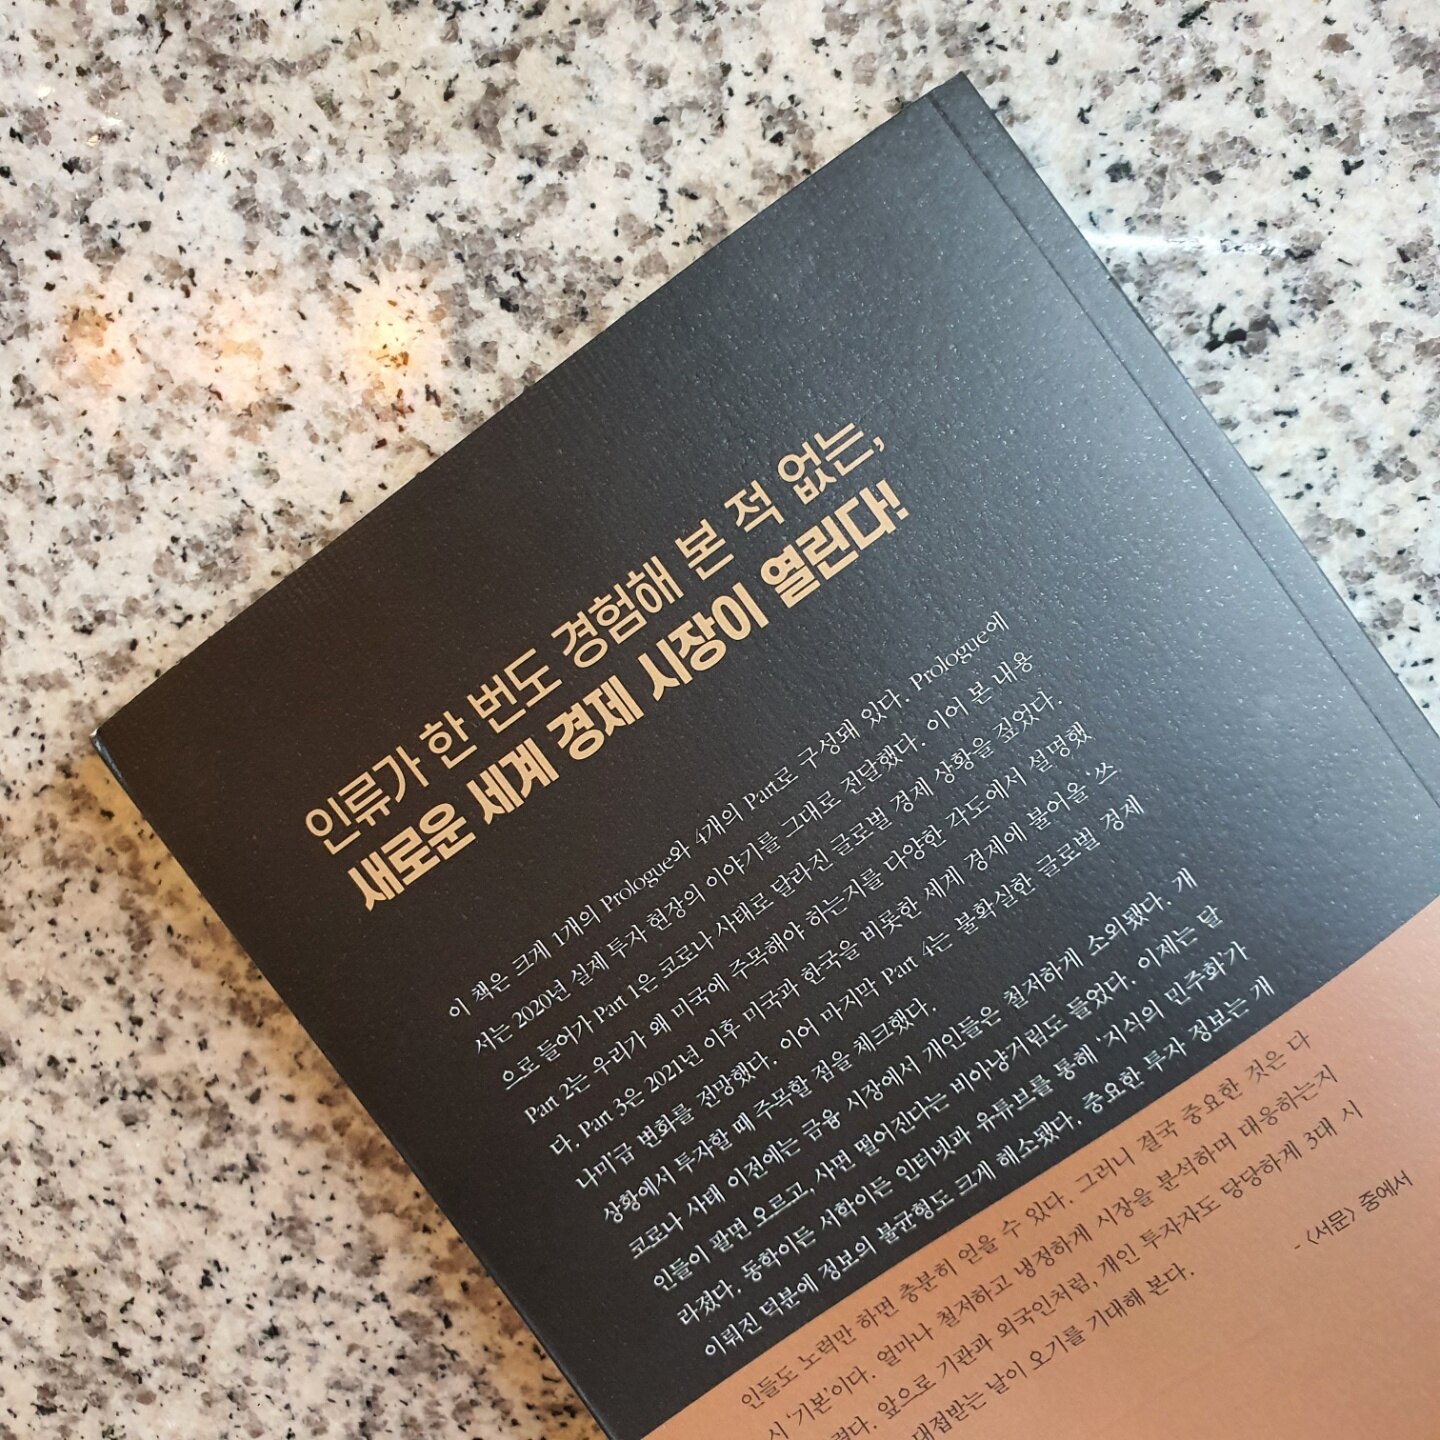 인류가 한 번도 경험해 본 적 없는,
새로운 세계 경제 시장이 열린다!
이 책은 크게 1개의 Prologue와 4개의 Part로 구성돼 있다. Prologue에
서는 2020년 실제 투자 현장의 이야기를 그대로 전달했다. 이어 본 내용
으로 들어가 Part 1은 코로나 사태로 달라진 글로벌 경제 상황을 짚었다.
Part 2는 우리가 왜 미국에 주목해야 하는지를 다양한 각도에서 설명했
다. Part 3은 2021년 이후 미국과 한국을 비롯한 세계 경제에 불어올 '쓰
나미'급 변화를 전망했다. 이어 마지막 Part 4는 불확실한 글로벌 경제
상황에서 투자할 때 주목할 점을 체크했다.
코로나 사태 이전에는 금융 시장에서 개인들은 철저하게 소외됐다. 개
인들이 팔면 오르고, 사면 떨어진다는 비아냥거림도 들었다. 이제는 달
라졌다. 동학이든 서학이든 인터넷과 유튜브를 통해 '지식의 민주화'가
이뤄진 덕분에 정보의 불균형도 크게 해소됐다. 중요한 투자 정보는 개
인들도 노력만 하면 충분히 얻을 수 있다. 그러니 결국 중요한 것은 다
시 '기본'이다. 얼마나 철저하고 냉정하게 시장을 분석하며 대응하는지
렸다. 앞으로 기관과 외국인처럼, 개인 투자자도 당당하게 3대 시
대접받는 날이 오기를 기대해 본다.
- 〈서문〉 중에서